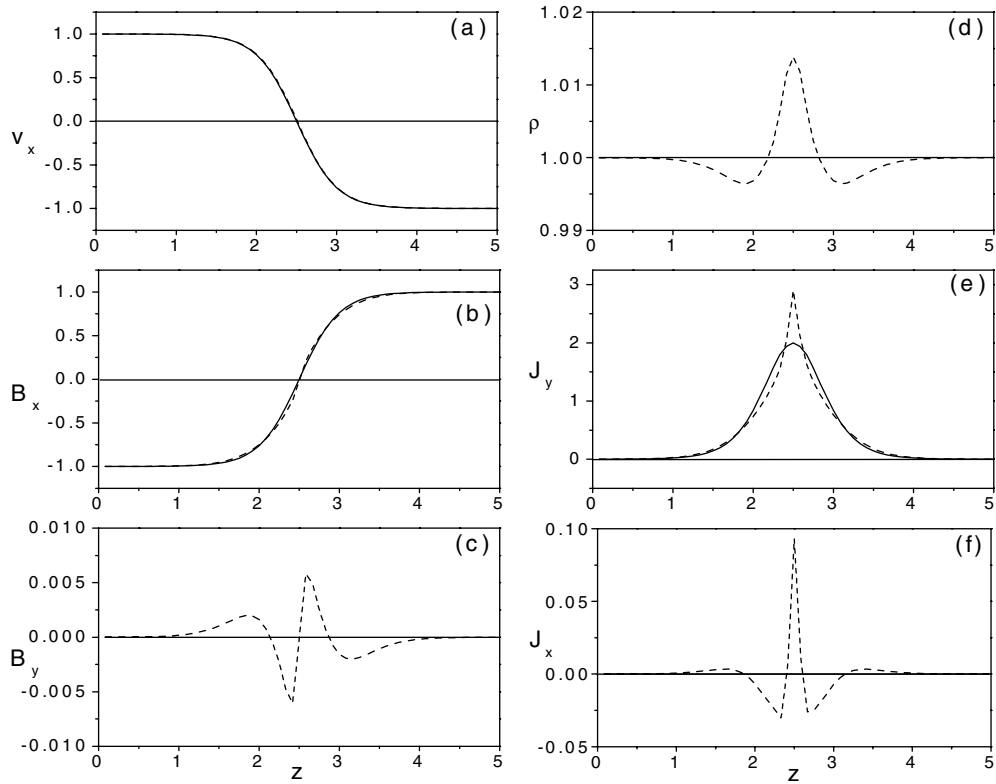 (a)
1.0
0.5
0.0
-0.5
-1.0
v x
0 1 2 3 4 5
(b)
1.0
0.5
0.0
-0.5
-1.0
B x
0 1 2 3 4 5
(c)
0.010
0.005
0.000
-0.005
-0.010
B y
0 1 2 3 4 5
z
(d)
1.02
1.01
1.00
0.99
ρ
0 1 2 3 4 5
(e)
3
2
1
0
J y
0 1 2 3 4 5
(f)
0.10
0.05
0.00
-0.05
J x
0 1 2 3 4 5
z